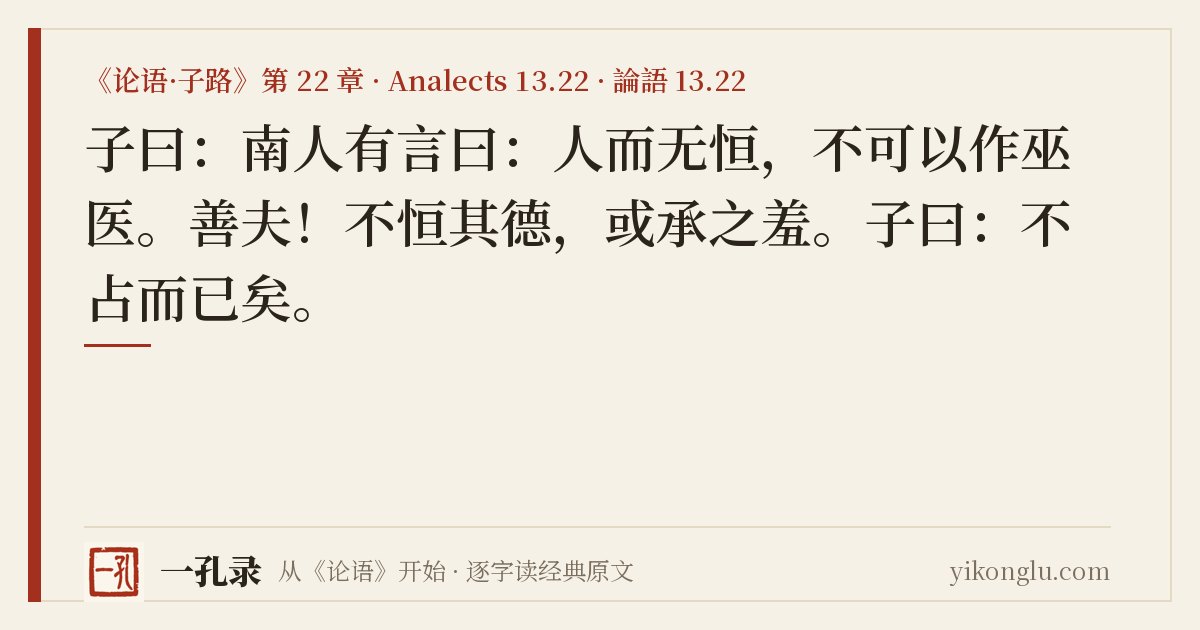 《论语·子路》第 22 章 · Analects 13.22 · 論語 13.22
子曰：南人有言曰：人而无恒，不可以作巫
医。善夫！不恒其德，或承之羞。子曰：不
占而已矣。
一孔
一孔录 从《论语》开始 · 逐字读经典原文 yikonglu.com